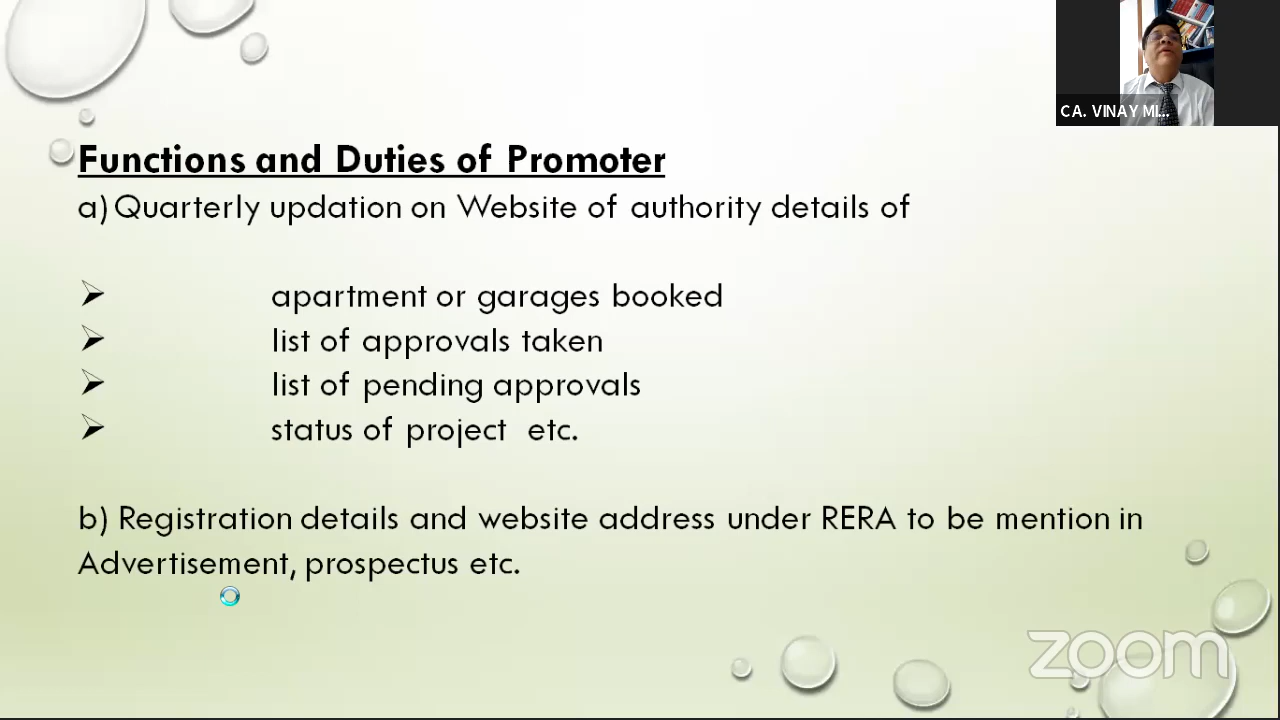 CA. VINAY MI...
Functions and Duties of Promoter
a) Quarterly updation on Website of authority details of
➢ apartment or garages booked
➢ list of approvals taken
➢ list of pending approvals
➢ status of project etc.
b) Registration details and website address under RERA to be mention in
Advertisement, prospectus etc.
zoom